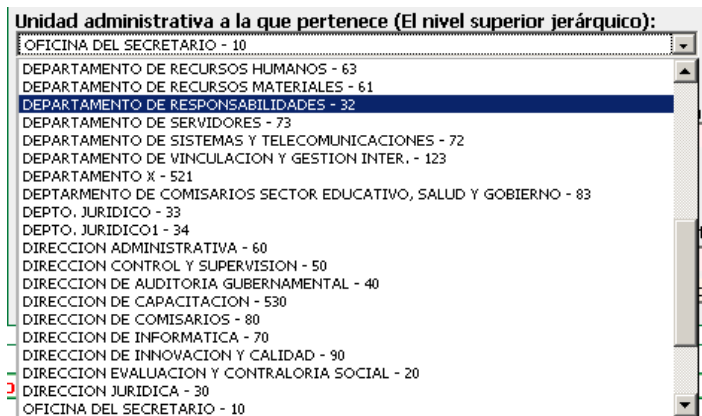 Unidad administrativa a la que pertenece (El nivel superior jerárquico):
OFICINA DEL SECRETARIO - 10
DEPARTAMENTO DE RECURSOS HUMANOS - 63
DEPARTAMENTO DE RECURSOS MATERIALES - 61
DEPARTAMENTO DE RESPONSABILIDADES - 32
DEPARTAMENTO DE SERVIDORES - 73
DEPARTAMENTO DE SISTEMAS Y TELECOMUNICACIONES - 72
DEPARTAMENTO DE VINCULACION Y GESTION INTER. - 123
DEPARTAMENTO X - 521
DEPTARMENTO DE COMISARIOS SECTOR EDUCATIVO, SALUD Y GOBIERNO - 83
DEPTO. JURIDICO - 33
DEPTO. JURIDICO1 - 34
DIRECCION ADMINISTRATIVA - 60
DIRECCION CONTROL Y SUPERVISION - 50
DIRECCION DE AUDITORIA GUBERNAMENTAL - 40
DIRECCION DE CAPACITACION - 530
DIRECCION DE COMISARIOS - 80
DIRECCION DE INFORMATICA - 70
DIRECCION DE INNOVACION Y CALIDAD - 90
DIRECCION EVALUACION Y CONTRALORIA SOCIAL - 20
DIRECCION JURIDICA - 30
OFICINA DEL SECRETARIO - 10